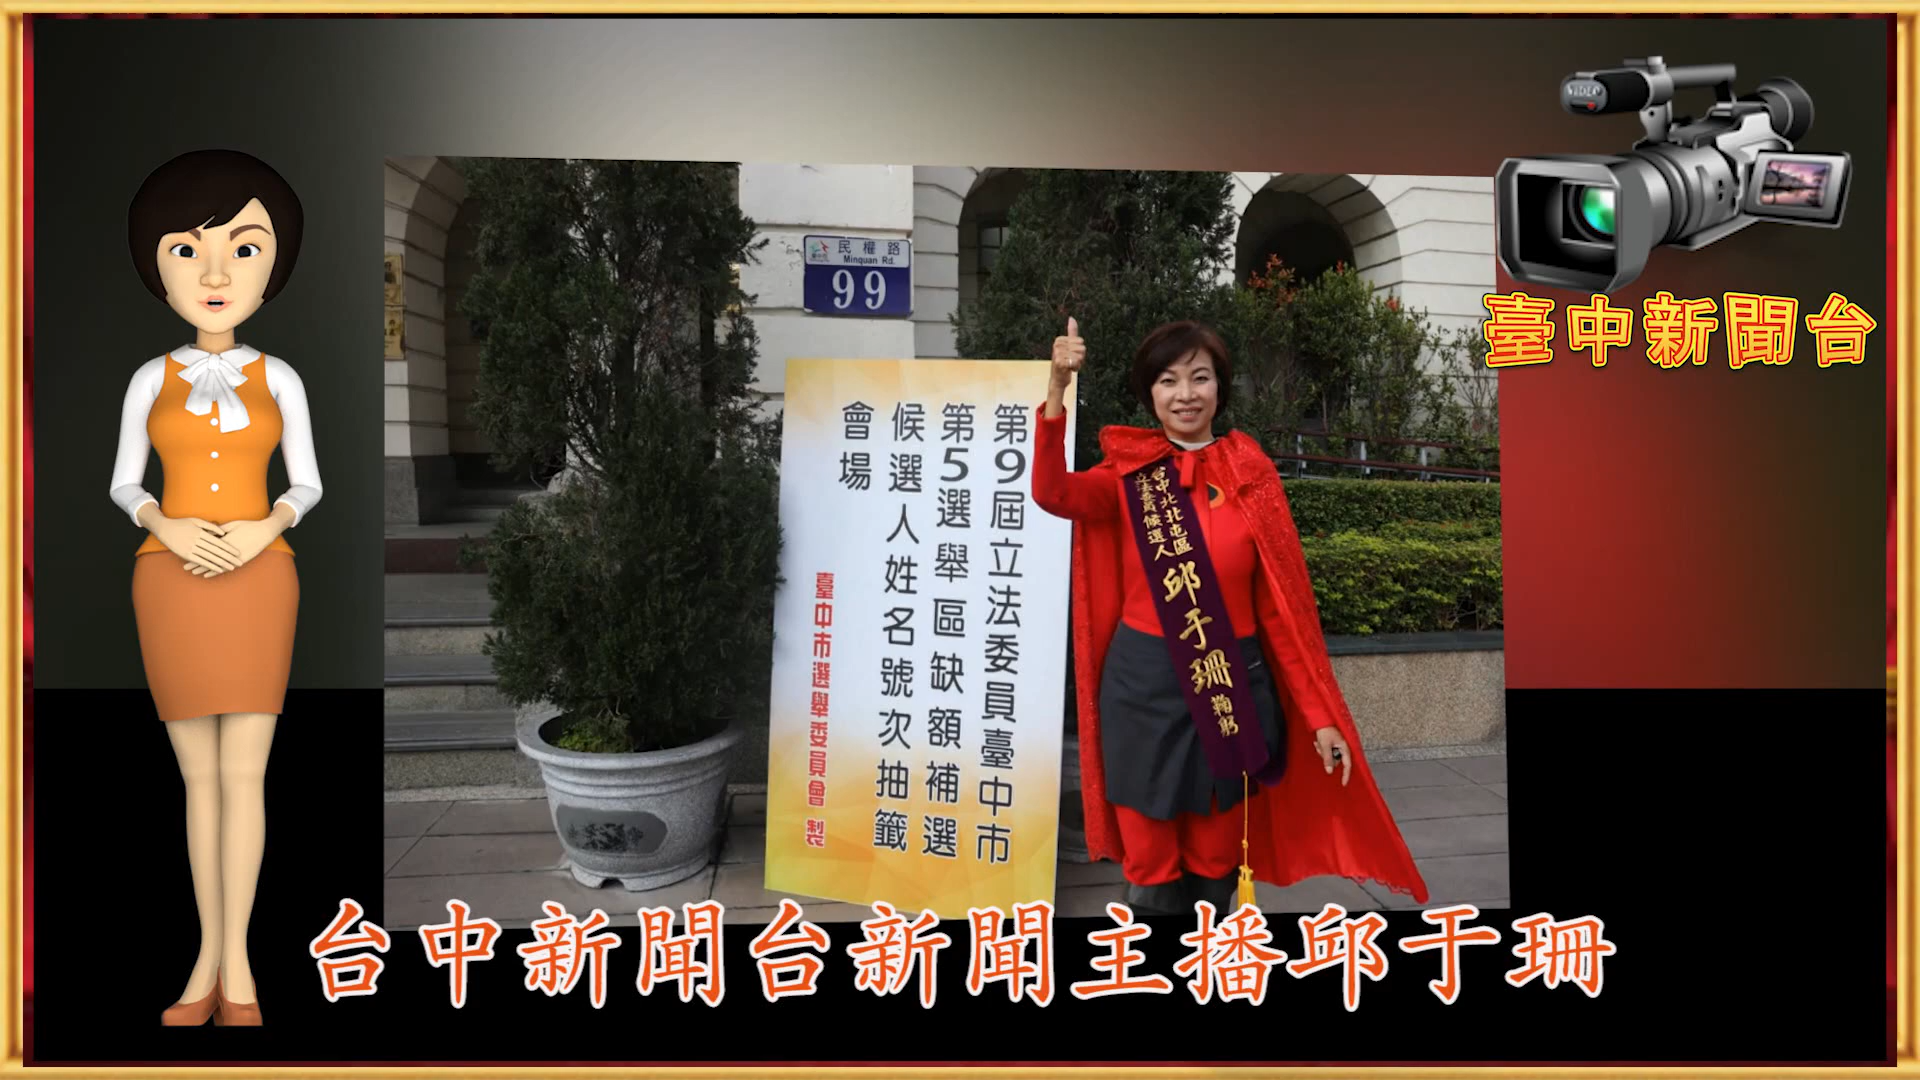 VIDEO
臺中新聞台
民權路
Minquan Rd.
99
第9屆立法委員臺中市
第5選舉區缺額補選
候選人姓名號次抽籤
會場
臺中市選舉委員會 製
台中北北屯區
立法委員候選人
邱于珊
鞠躬
台中新聞台新聞主播邱于珊